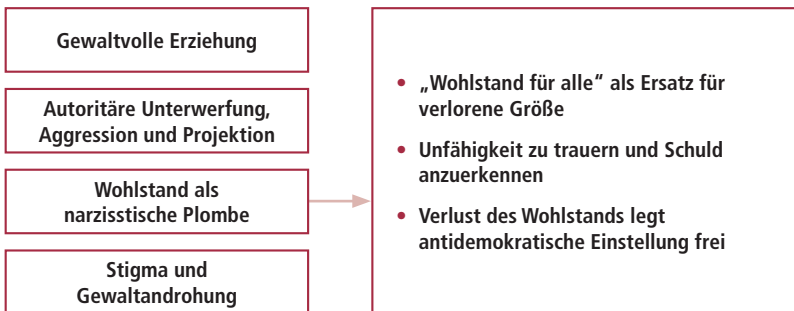 Gewaltvolle Erziehung
Autoritäre Unterwerfung,
Aggression und Projektion
Wohlstand als
narzisstische Plombe
Stigma und
Gewaltandrohung
• „Wohlstand für alle“ als Ersatz für
verlorene Größe
• Unfähigkeit zu trauern und Schuld
anzuerkennen
• Verlust des Wohlstands legt
antidemokratische Einstellung frei